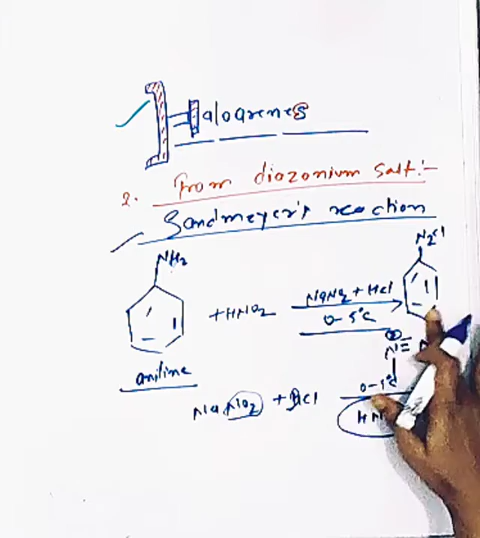 Haloarenes
2. From diazonium salt:-
Sandmeyer's reaction
NH₂
N₂Cl
+HNO₂
NaNO₂ + HCl
0-5°C
aniline
N≡
NaNO₂ + HCl
0-5°C